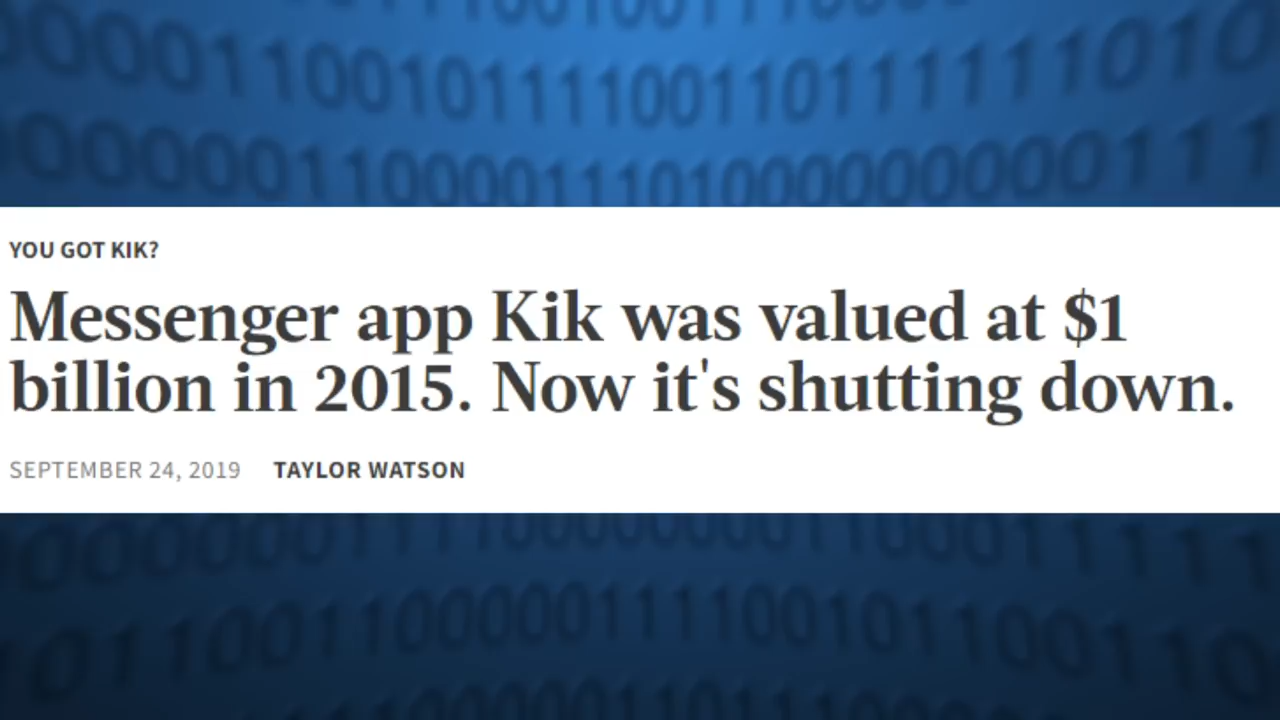 YOU GOT KIK?
Messenger app Kik was valued at $1
billion in 2015. Now it's shutting down.
SEPTEMBER 24, 2019 TAYLOR WATSON